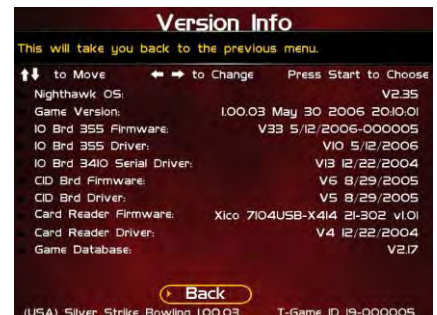 Version Info
This will take you back to the previous menu.
to Move to Change Press Start to Choose
Nighthawk OS: V2.35
Game Version: 1.00.03 May 30 2006 20:10:01
IO Brd 355 Firmware: V33 5/12/2006-000005
IO Brd 355 Driver: V10 5/12/2006
IO Brd 3410 Serial Driver: V13 12/22/2004
CID Brd Firmware: V6 8/29/2005
CID Brd Driver: V5 8/29/2005
Card Reader Firmware: Xico 7104USB-X414 21-302 v1.01
Card Reader Driver: V4 12/22/2004
Game Database: V2.17
Back
(USA) Silver Strike Bowling 1.00.03 T-Game ID 19-000005